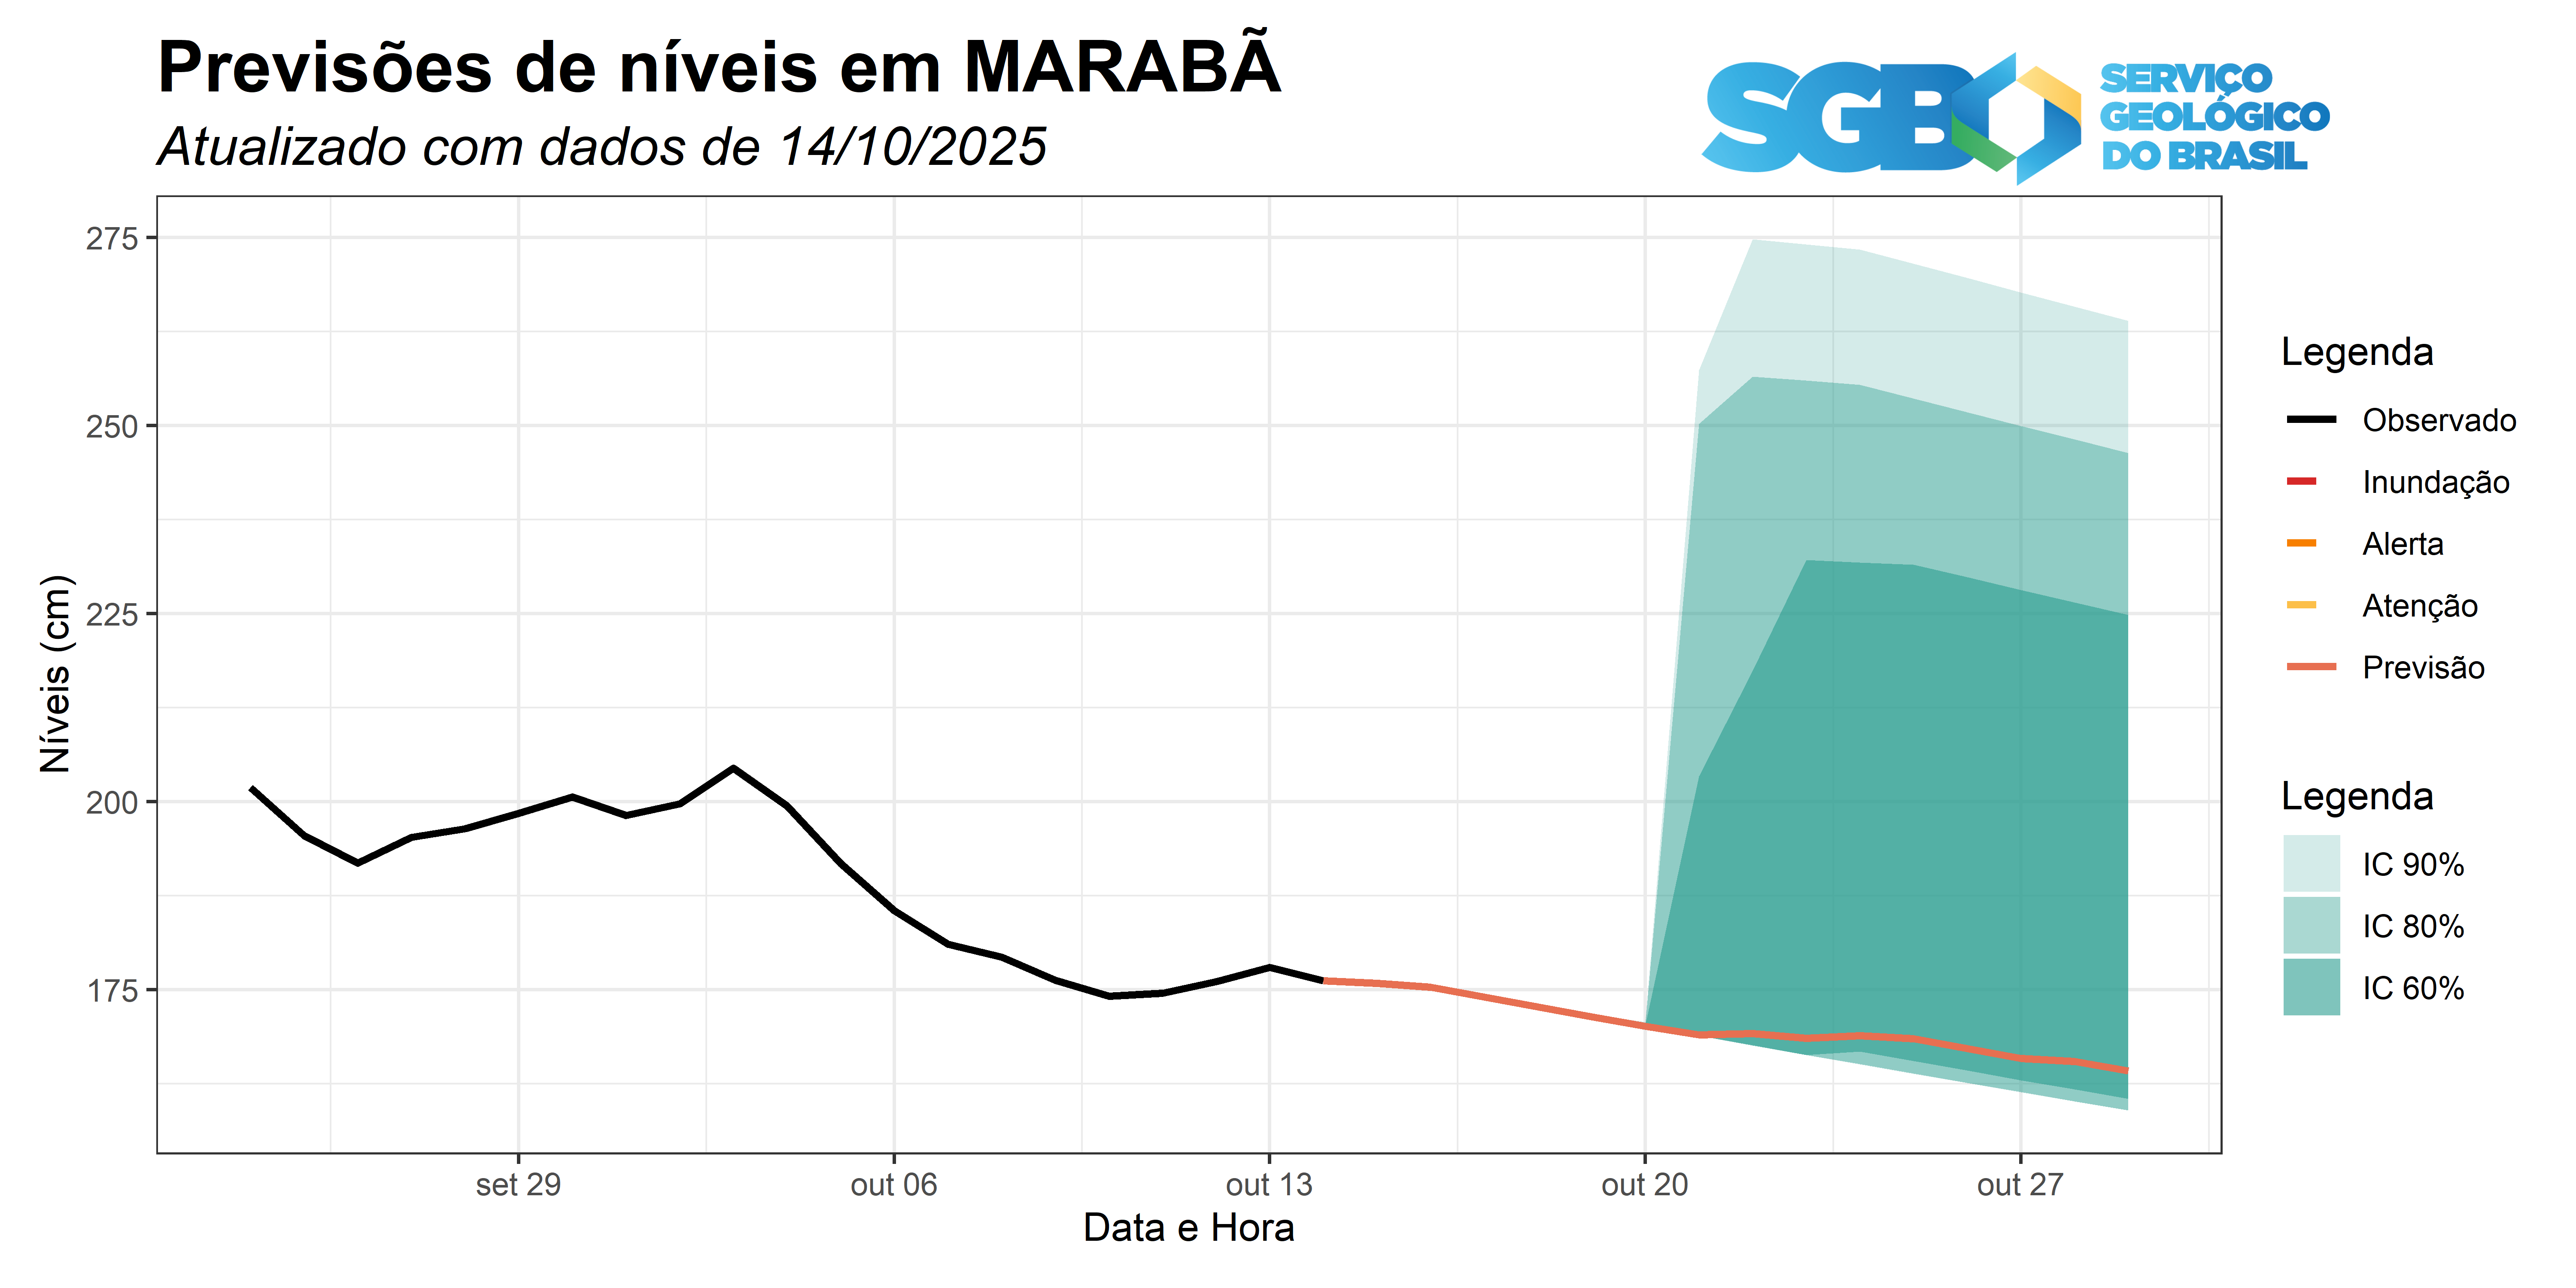 Previsões de níveis em MARABÃ
Atualizado com dados de 14/10/2025
SGB
SERVIÇO
GEOLÓGICO
DO BRASIL
Níveis (cm)
275
250
225
200
175
set 29
out 06
out 13
out 20
out 27
Data e Hora
Legenda
Observado
Inundação
Alerta
Atenção
Previsão
Legenda
IC 90%
IC 80%
IC 60%